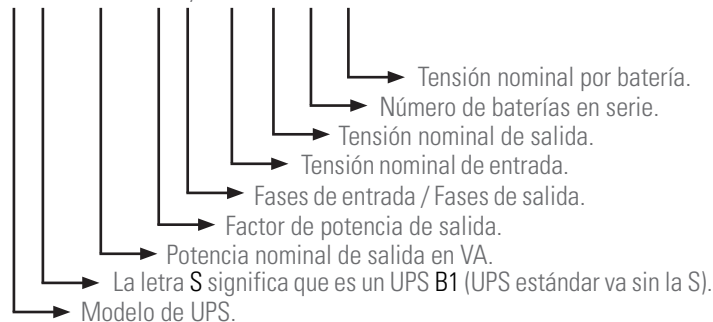 Tensión nominal por batería.
Número de baterías en serie.
Tensión nominal de salida.
Tensión nominal de entrada.
Fases de entrada / Fases de salida.
Factor de potencia de salida.
Potencia nominal de salida en VA.
La letra S significa que es un UPS B1 (UPS estándar va sin la S).
Modelo de UPS.